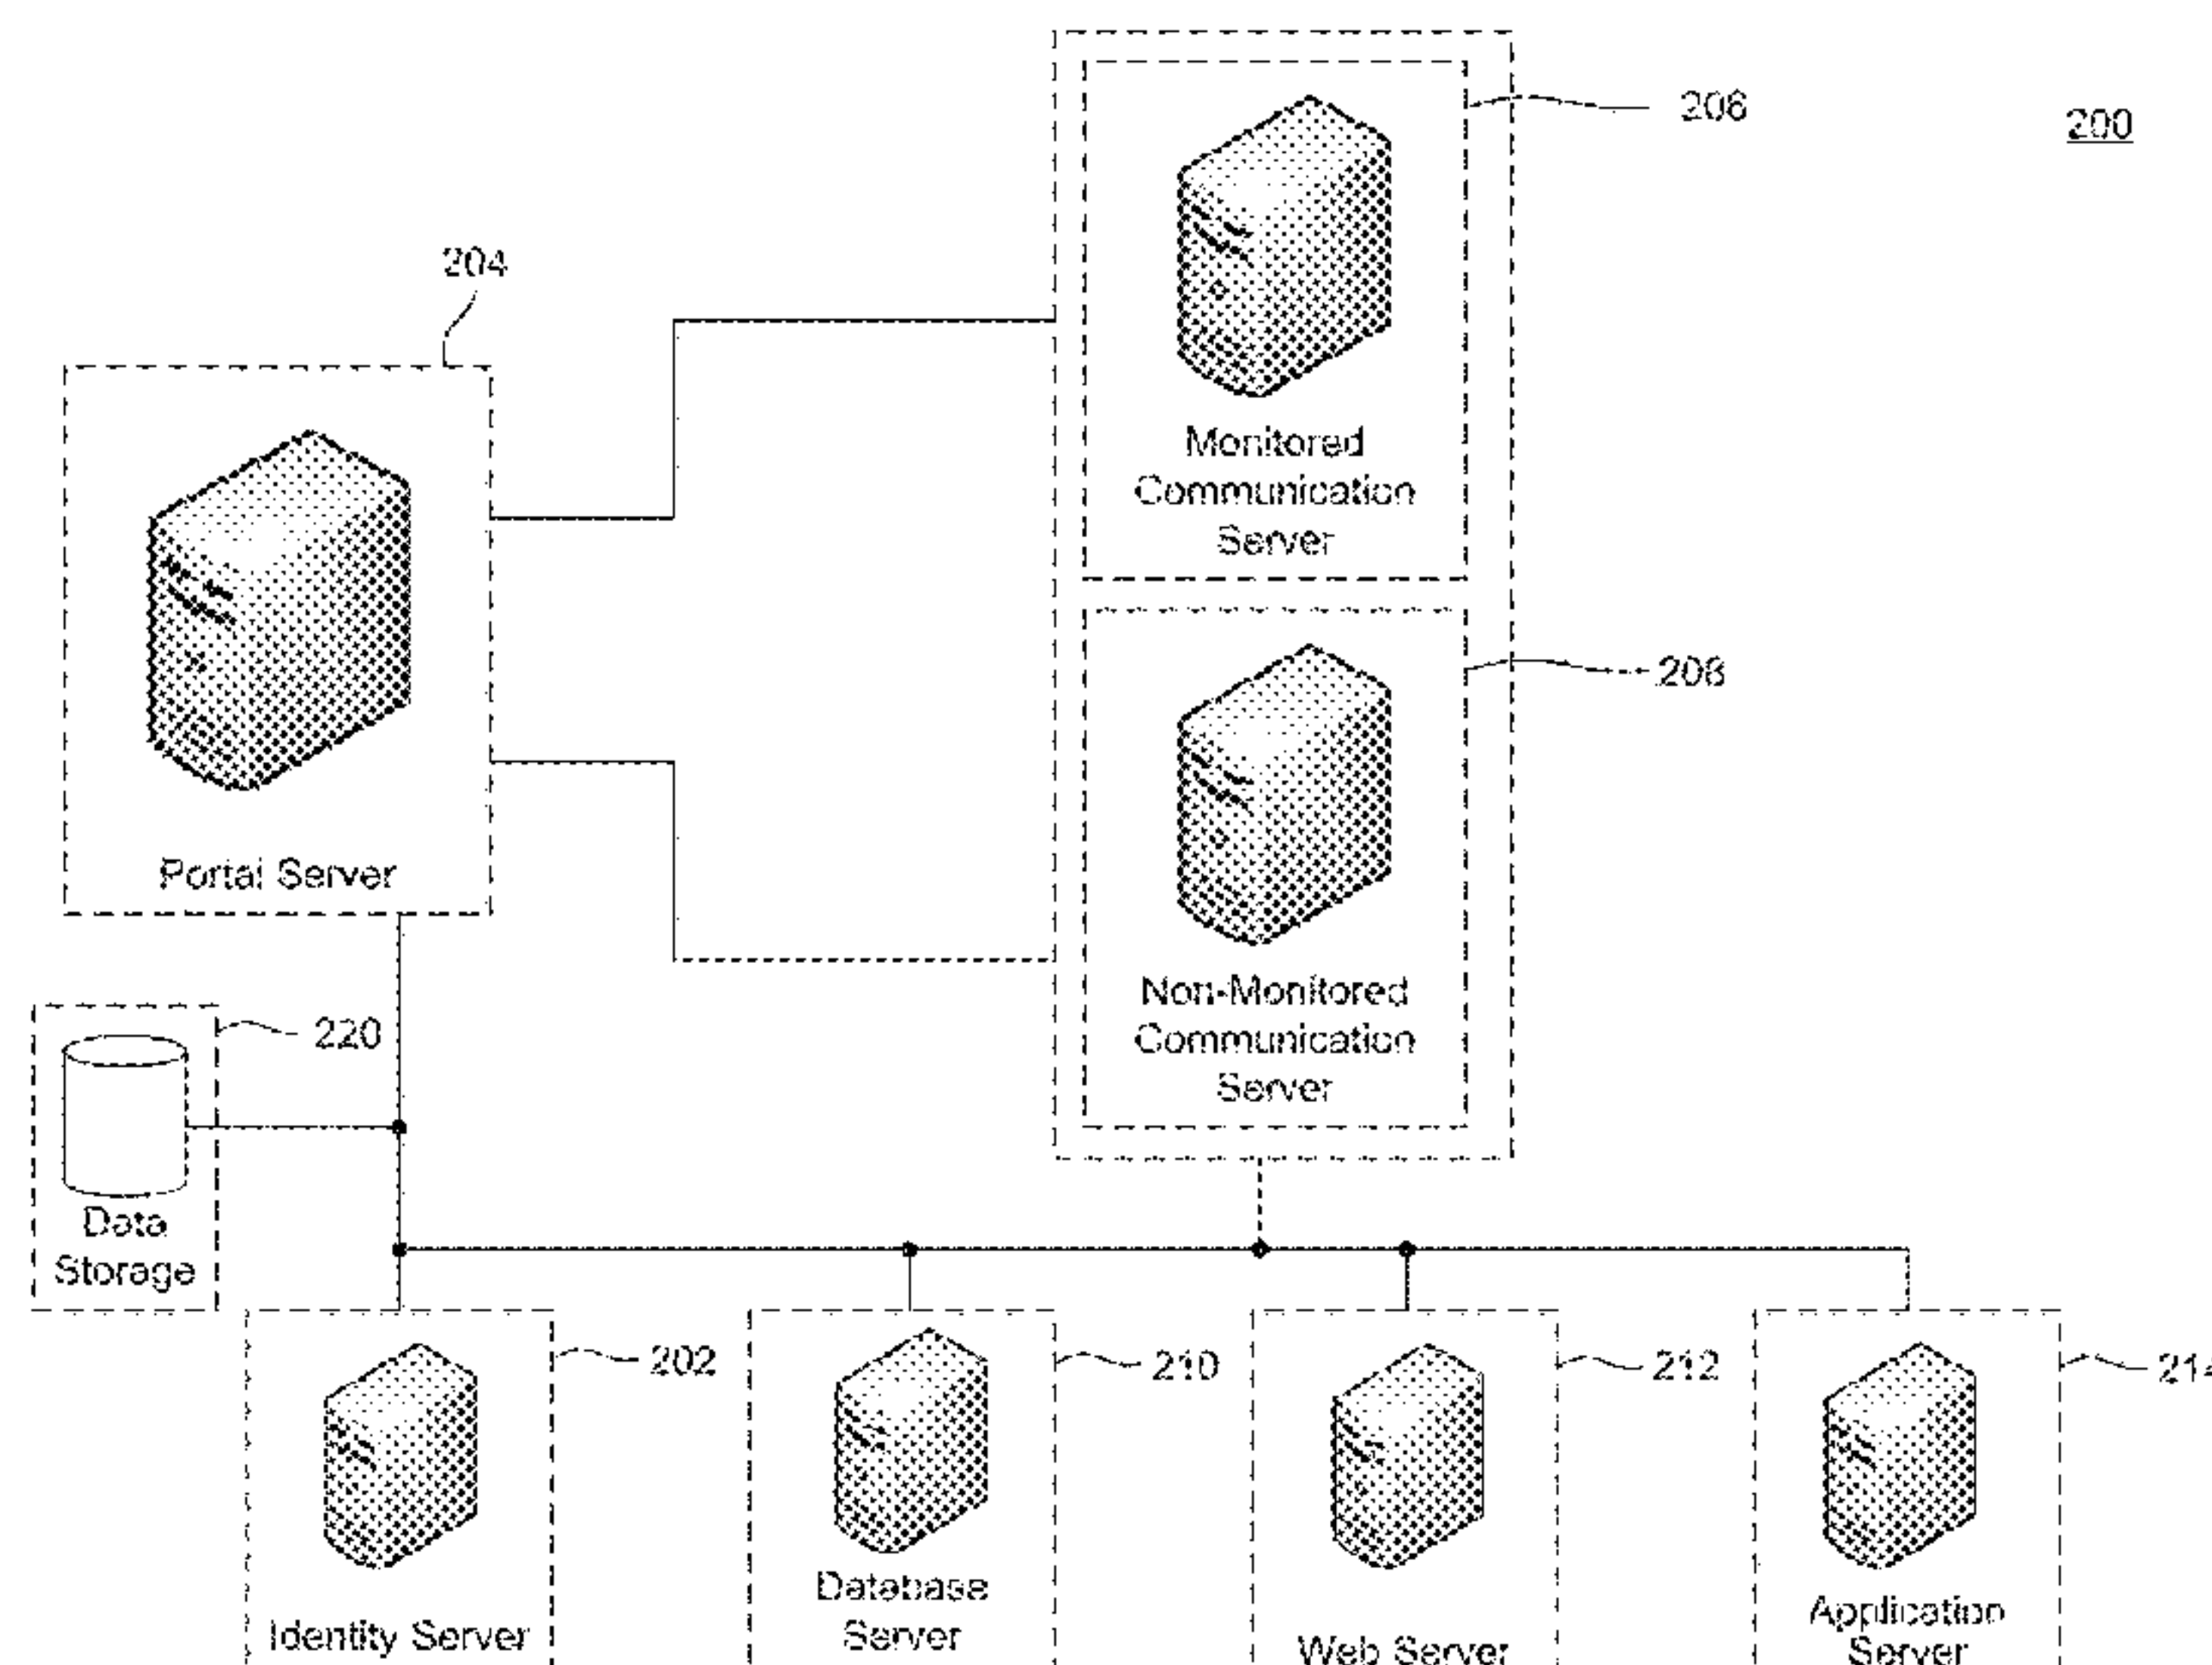 206
200
204
Monitored
Communication
Server
208
Portal Server
Non-Monitored
Communication
Server
220
Data
Storage
202
210
212
214
Identity Server
Database
Server
Web Server
Application
Server